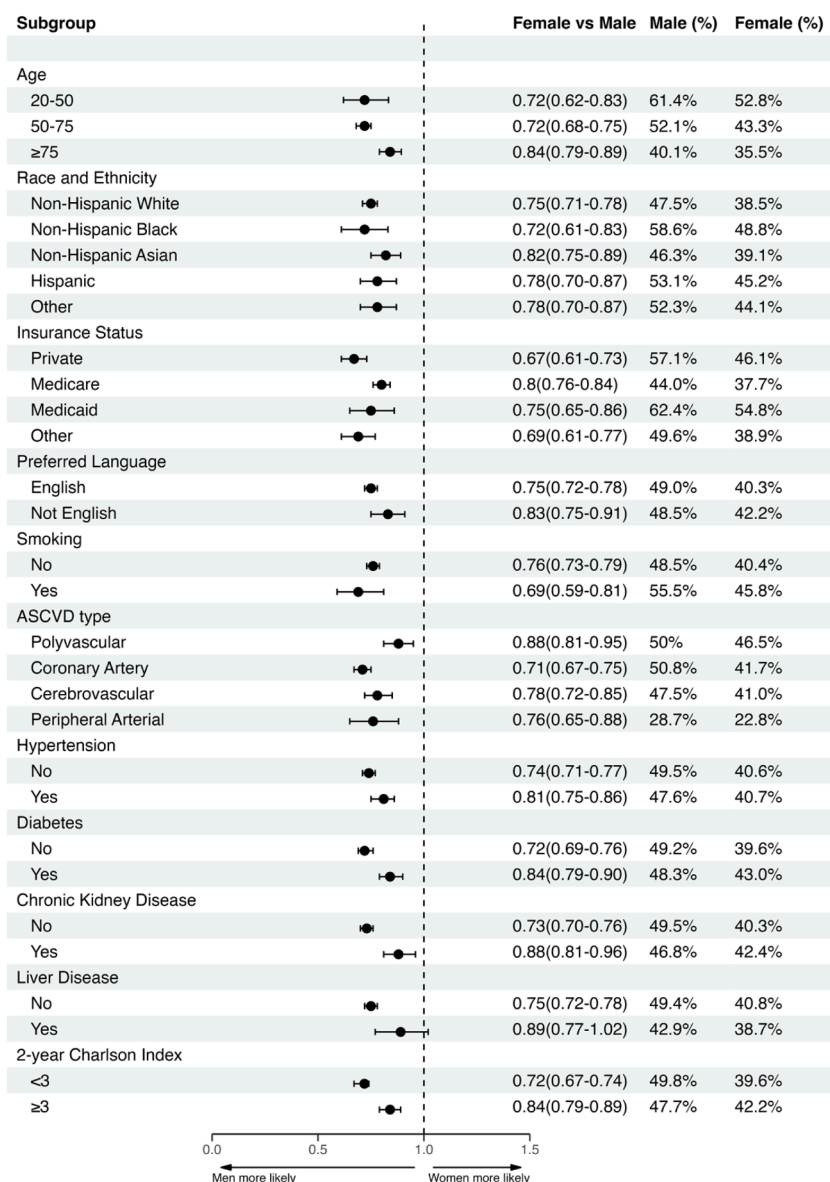 Subgroup Female vs Male Male (%) Female (%)
Age
20-50 0.72(0.62-0.83) 61.4% 52.8%
50-75 0.72(0.68-0.75) 52.1% 43.3%
≥75 0.84(0.79-0.89) 40.1% 35.5%
Race and Ethnicity
Non-Hispanic White 0.75(0.71-0.78) 47.5% 38.5%
Non-Hispanic Black 0.72(0.61-0.83) 58.6% 48.8%
Non-Hispanic Asian 0.82(0.75-0.89) 46.3% 39.1%
Hispanic 0.78(0.70-0.87) 53.1% 45.2%
Other 0.78(0.70-0.87) 52.3% 44.1%
Insurance Status
Private 0.67(0.61-0.73) 57.1% 46.1%
Medicare 0.8(0.76-0.84) 44.0% 37.7%
Medicaid 0.75(0.65-0.86) 62.4% 54.8%
Other 0.69(0.61-0.77) 49.6% 38.9%
Preferred Language
English 0.75(0.72-0.78) 49.0% 40.3%
Not English 0.83(0.75-0.91) 48.5% 42.2%
Smoking
No 0.76(0.73-0.79) 48.5% 40.4%
Yes 0.69(0.59-0.81) 55.5% 45.8%
ASCVD type
Polyvascular 0.88(0.81-0.95) 50% 46.5%
Coronary Artery 0.71(0.67-0.75) 50.8% 41.7%
Cerebrovascular 0.78(0.72-0.85) 47.5% 41.0%
Peripheral Arterial 0.76(0.65-0.88) 28.7% 22.8%
Hypertension
No 0.74(0.71-0.77) 49.5% 40.6%
Yes 0.81(0.75-0.86) 47.6% 40.7%
Diabetes
No 0.72(0.69-0.76) 49.2% 39.6%
Yes 0.84(0.79-0.90) 48.3% 43.0%
Chronic Kidney Disease
No 0.73(0.70-0.76) 49.5% 40.3%
Yes 0.88(0.81-0.96) 46.8% 42.4%
Liver Disease
No 0.75(0.72-0.78) 49.4% 40.8%
Yes 0.89(0.77-1.02) 42.9% 38.7%
2-year Charlson Index
<3 0.72(0.67-0.74) 49.8% 39.6%
≥3 0.84(0.79-0.89) 47.7% 42.2%
0.0 0.5 1.0 1.5
Men more likely Women more likely